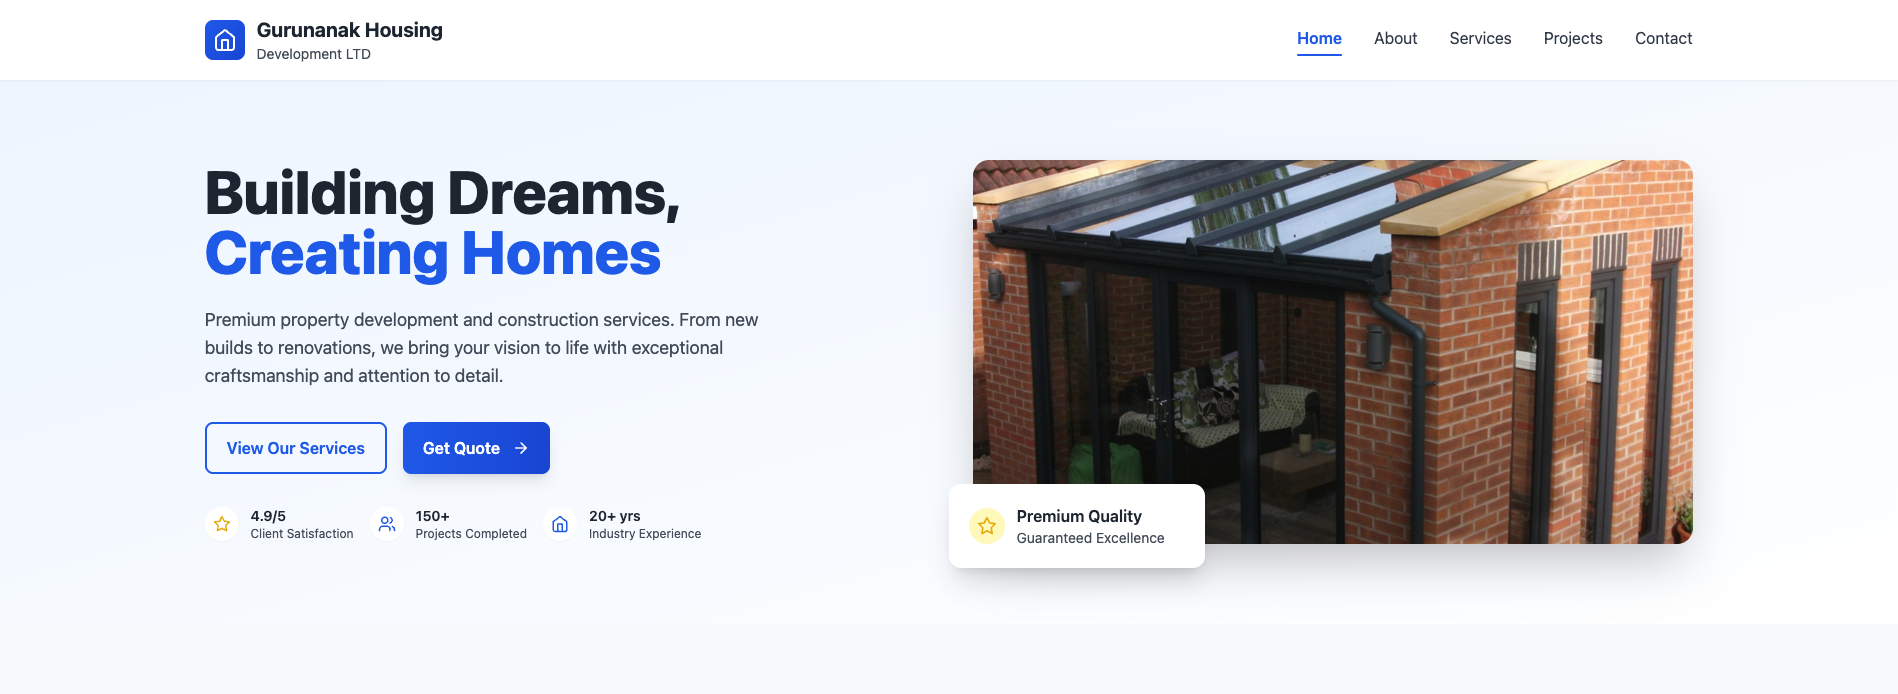 Gurunanak Housing
Development LTD
Home
About
Services
Projects
Contact
Building Dreams,
Creating Homes
Premium property development and construction services. From new
builds to renovations, we bring your vision to life with exceptional
craftsmanship and attention to detail.
View Our Services
Get Quote
4.9/5
Client Satisfaction
150+
Projects Completed
20+ yrs
Industry Experience
Premium Quality
Guaranteed Excellence